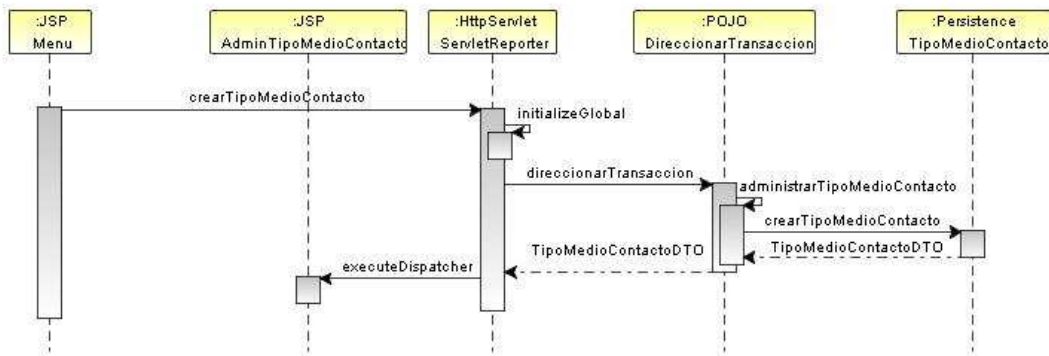 :JSP
Menu
:JSP
AdminTipoMedioContacto
:HttpServlet
ServletReporter
:POJO
DireccionarTransaccion
:Persistence
TipoMedioContacto
crearTipoMedioContacto
initializeGlobal
direccionarTransaccion
administrarTipoMedioContacto
crearTipoMedioContacto
TipoMedioContactoDTO
TipoMedioContactoDTO
executeDispatcher